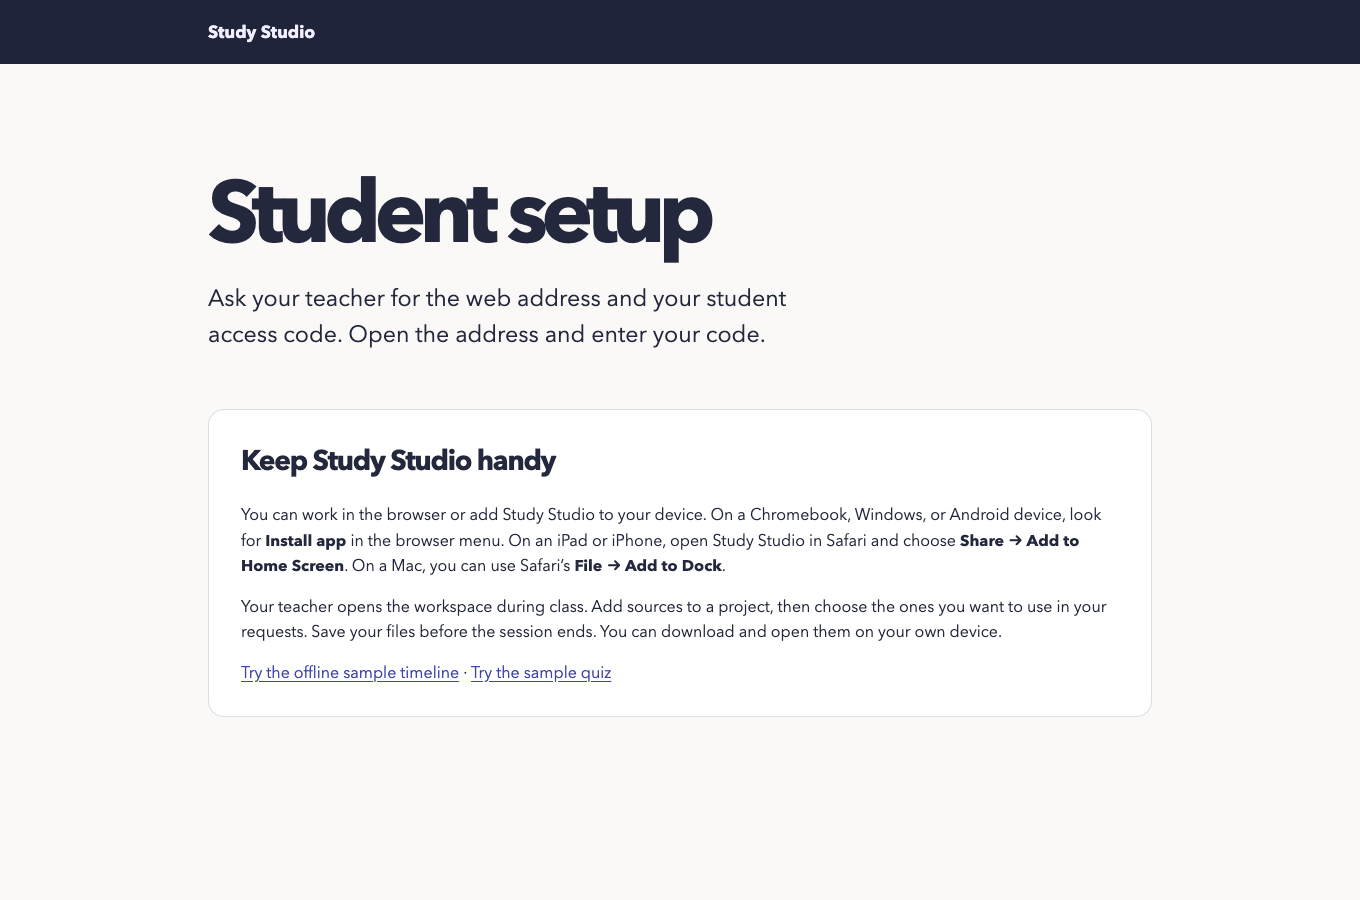 Study Studio
Student setup
Ask your teacher for the web address and your student
access code. Open the address and enter your code.
Keep Study Studio handy
You can work in the browser or add Study Studio to your device. On a Chromebook, Windows, or Android device, look
for Install app in the browser menu. On an iPad or iPhone, open Study Studio in Safari and choose Share → Add to
Home Screen. On a Mac, you can use Safari’s File → Add to Dock.
Your teacher opens the workspace during class. Add sources to a project, then choose the ones you want to use in your
requests. Save your files before the session ends. You can download and open them on your own device.
Try the offline sample timeline · Try the sample quiz